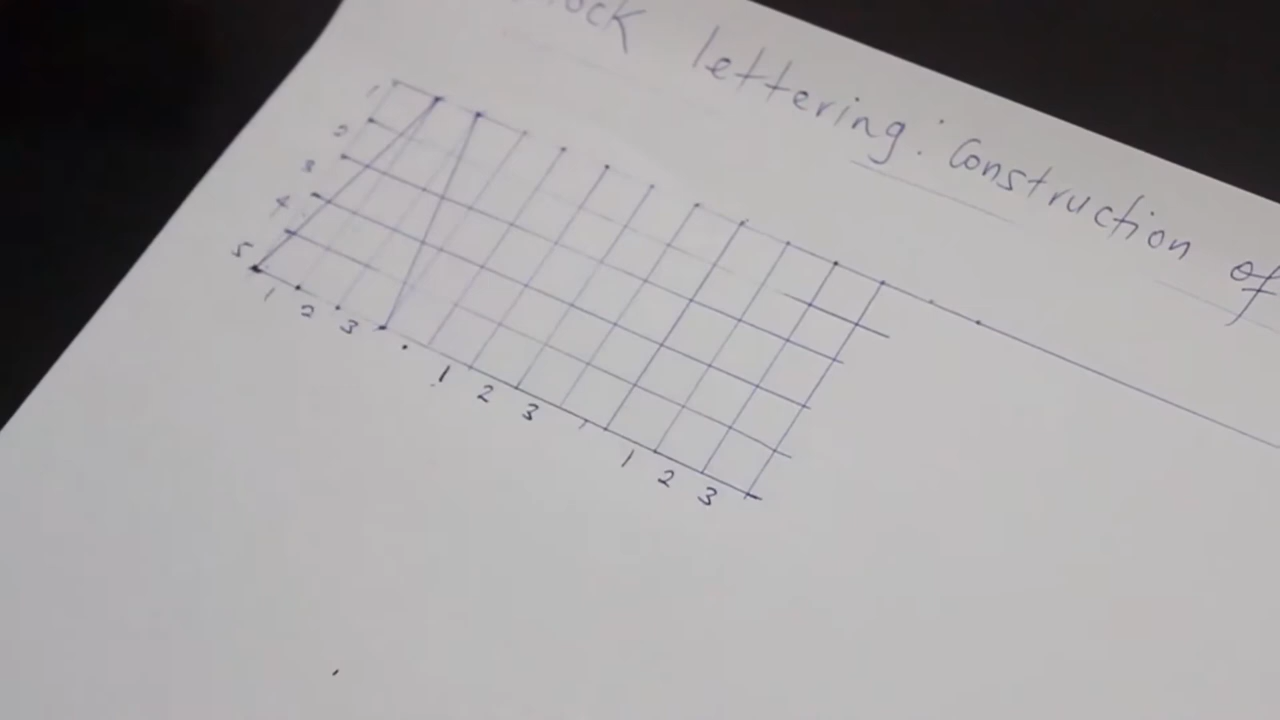 lettering: Construction of
1
2
3
4
5
1 2 3 1 2 3 1 2 3